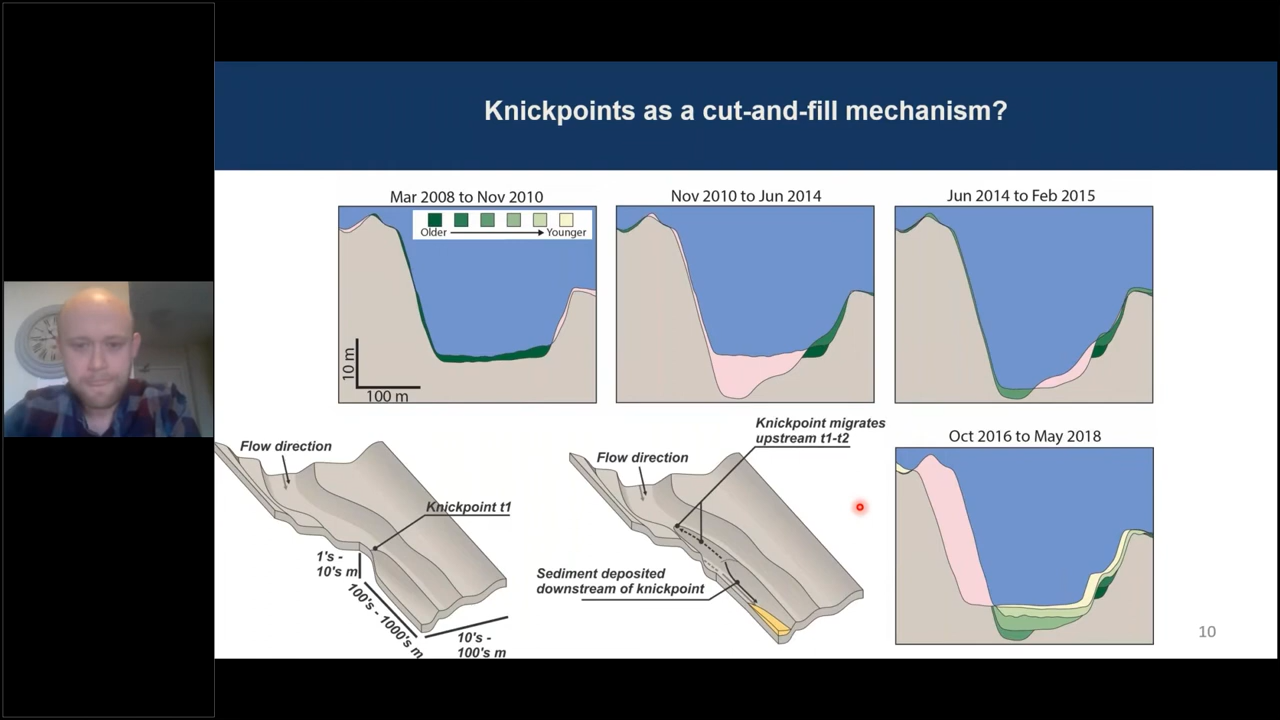 Knickpoints as a cut-and-fill mechanism?
Mar 2008 to Nov 2010
Nov 2010 to Jun 2014
Jun 2014 to Feb 2015
Older
Younger
10 m
100 m
Flow direction
Knickpoint t1
1's -
10's m
100's - 1000's m
10's -
100's m
Knickpoint migrates
upstream t1-t2
Flow direction
Sediment deposited
downstream of knickpoint
Oct 2016 to May 2018
10